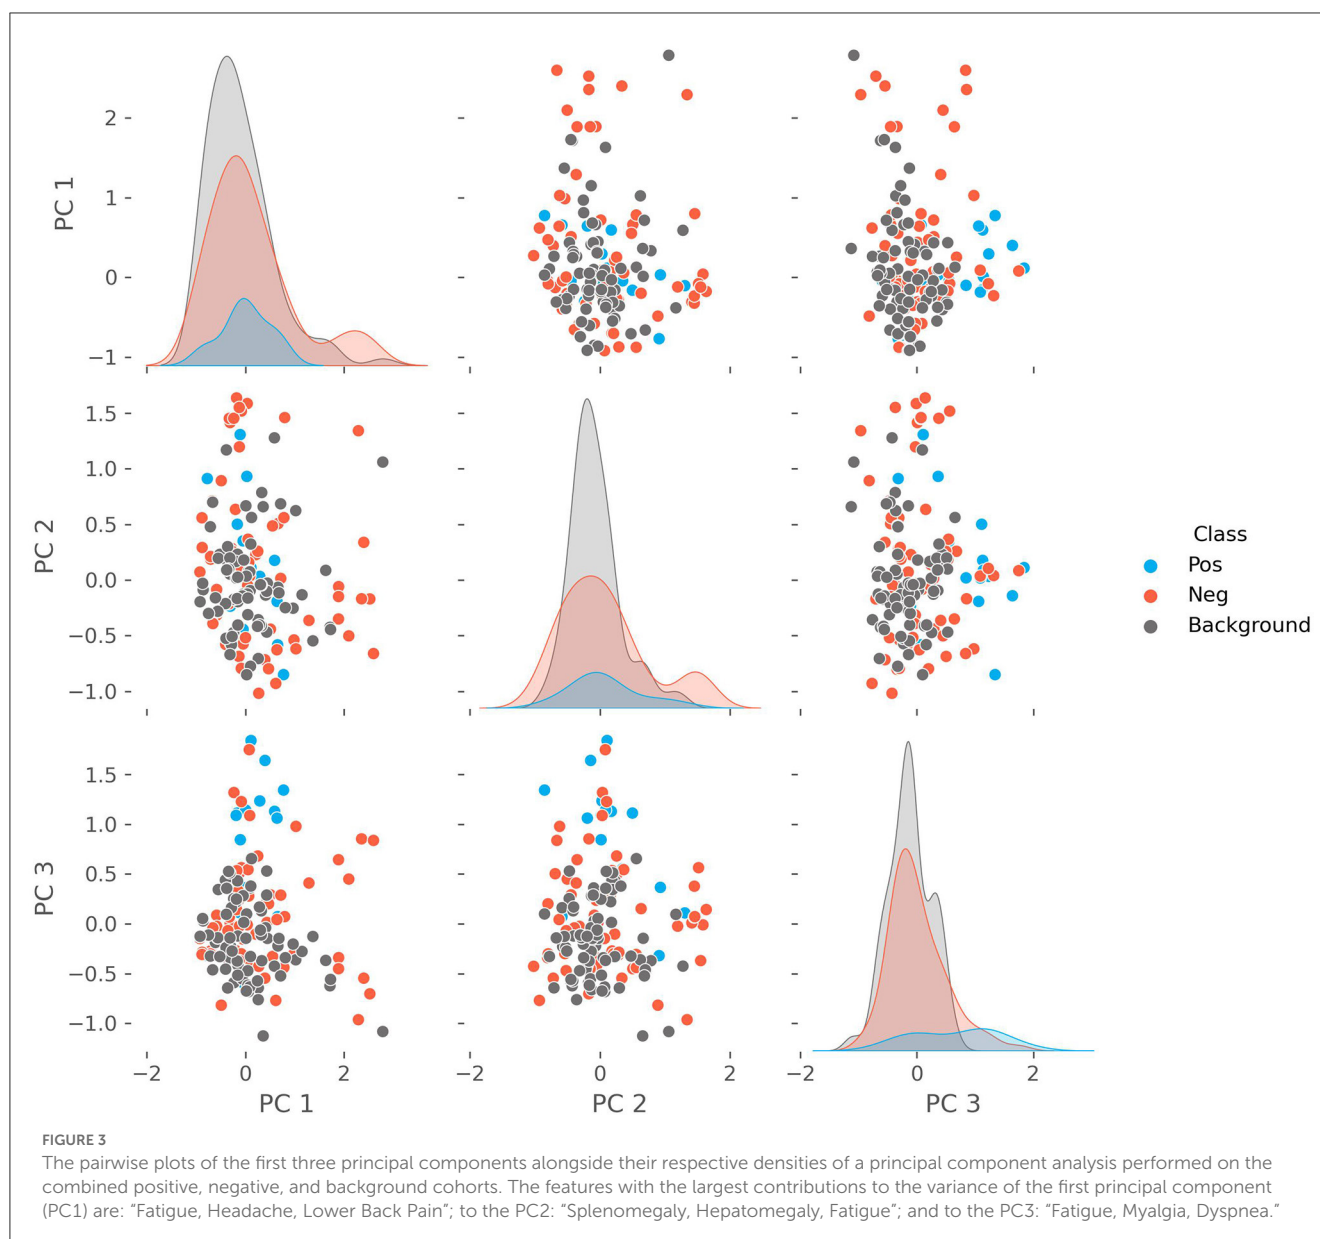 2
1
0
−1
PC 1
1.5
1.0
0.5
0.0
−0.5
−1.0
PC 2
1.5
1.0
0.5
0.0
−0.5
−1.0
PC 3
−2 0 2
PC 1
−2 0 2
PC 2
−2 0 2
PC 3
Class
Pos
Neg
Background
FIGURE 3
The pairwise plots of the first three principal components alongside their respective densities of a principal component analysis performed on the
combined positive, negative, and background cohorts. The features with the largest contributions to the variance of the first principal component
(PC1) are: “Fatigue, Headache, Lower Back Pain”; to the PC2: “Splenomegaly, Hepatomegaly, Fatigue”; and to the PC3: “Fatigue, Myalgia, Dyspnea.”